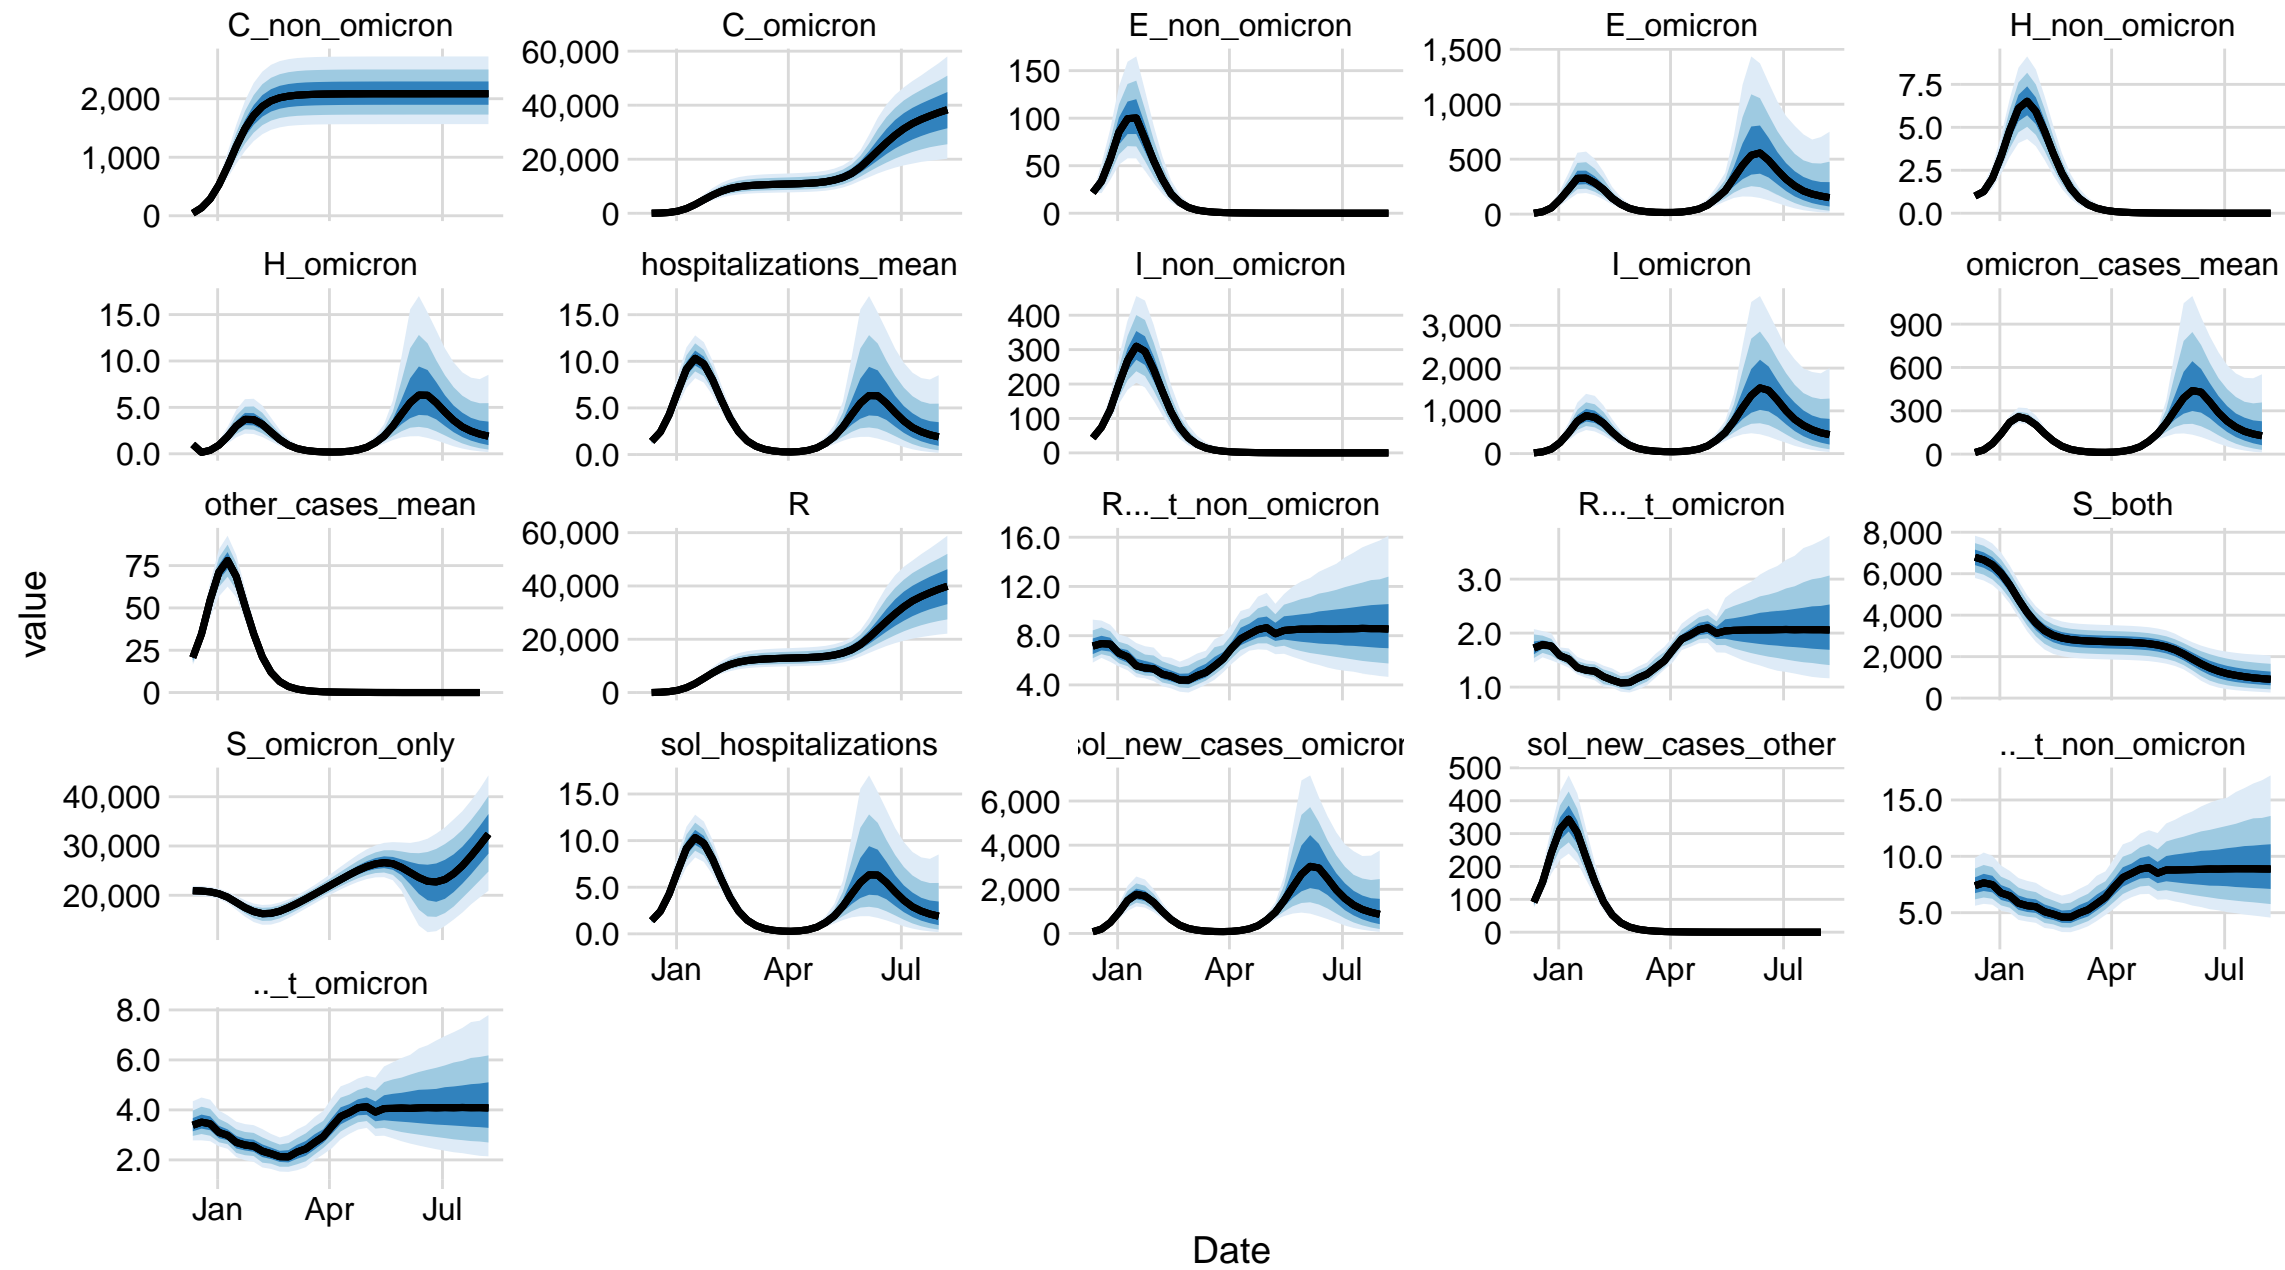 C_non_omicron C_omicron E_non_omicron E_omicron H_non_omicron
2,000 1,000 0
60,000 40,000 20,000 0
150 100 50 0
1,500 1,000 500 0
7.5 5.0 2.5 0.0
H_omicron hospitalizations_mean I_non_omicron I_omicron omicron_cases_mean
15.0 10.0 5.0 0.0
15.0 10.0 5.0 0.0
400 300 200 100 0
3,000 2,000 1,000 0
900 600 300 0
other_cases_mean R R..._t_non_omicron R..._t_omicron S_both
75 50 25 0
60,000 40,000 20,000 0
16.0 12.0 8.0 4.0
3.0 2.0 1.0
8,000 6,000 4,000 2,000 0
value
S_omicron_only sol_hospitalizations sol_new_cases_omicron sol_new_cases_other .._t_non_omicron
40,000 30,000 20,000
15.0 10.0 5.0 0.0
6,000 4,000 2,000 0
500 400 300 200 100 0
15.0 10.0 5.0
Jan Apr Jul Jan Apr Jul Jan Apr Jul Jan Apr Jul
.._t_omicron
8.0 6.0 4.0 2.0
Jan Apr Jul
Date